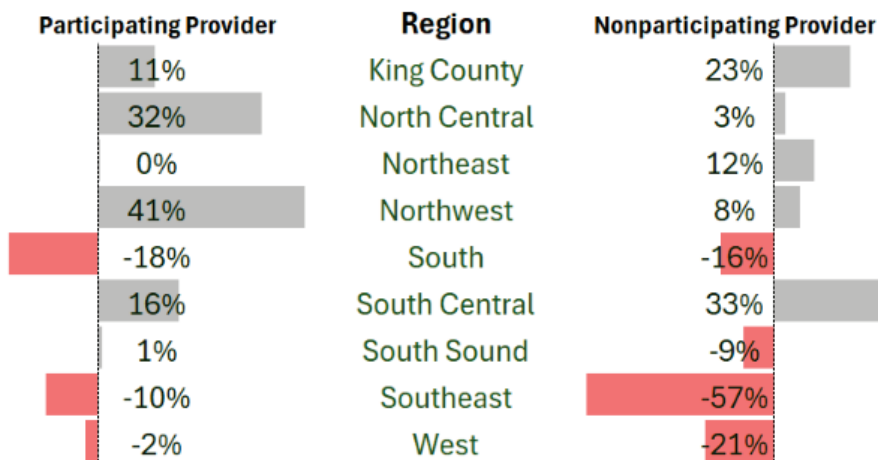 Participating Provider Region Nonparticipating Provider
11% King County 23%
32% North Central 3%
0% Northeast 12%
41% Northwest 8%
-18% South -16%
16% South Central 33%
1% South Sound -9%
-10% Southeast -57%
-2% West -21%